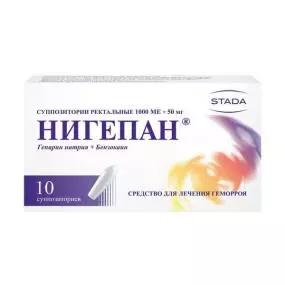 СУППОЗИТОРИИ РЕКТАЛЬНЫЕ 1000 МЕ + 50 мг
STADA
НИГЕПАН®
Гепарин натрия + Бензокаин
10
суппозиториев
СРЕДСТВО ДЛЯ ЛЕЧЕНИЯ ГЕМОРРОЯ